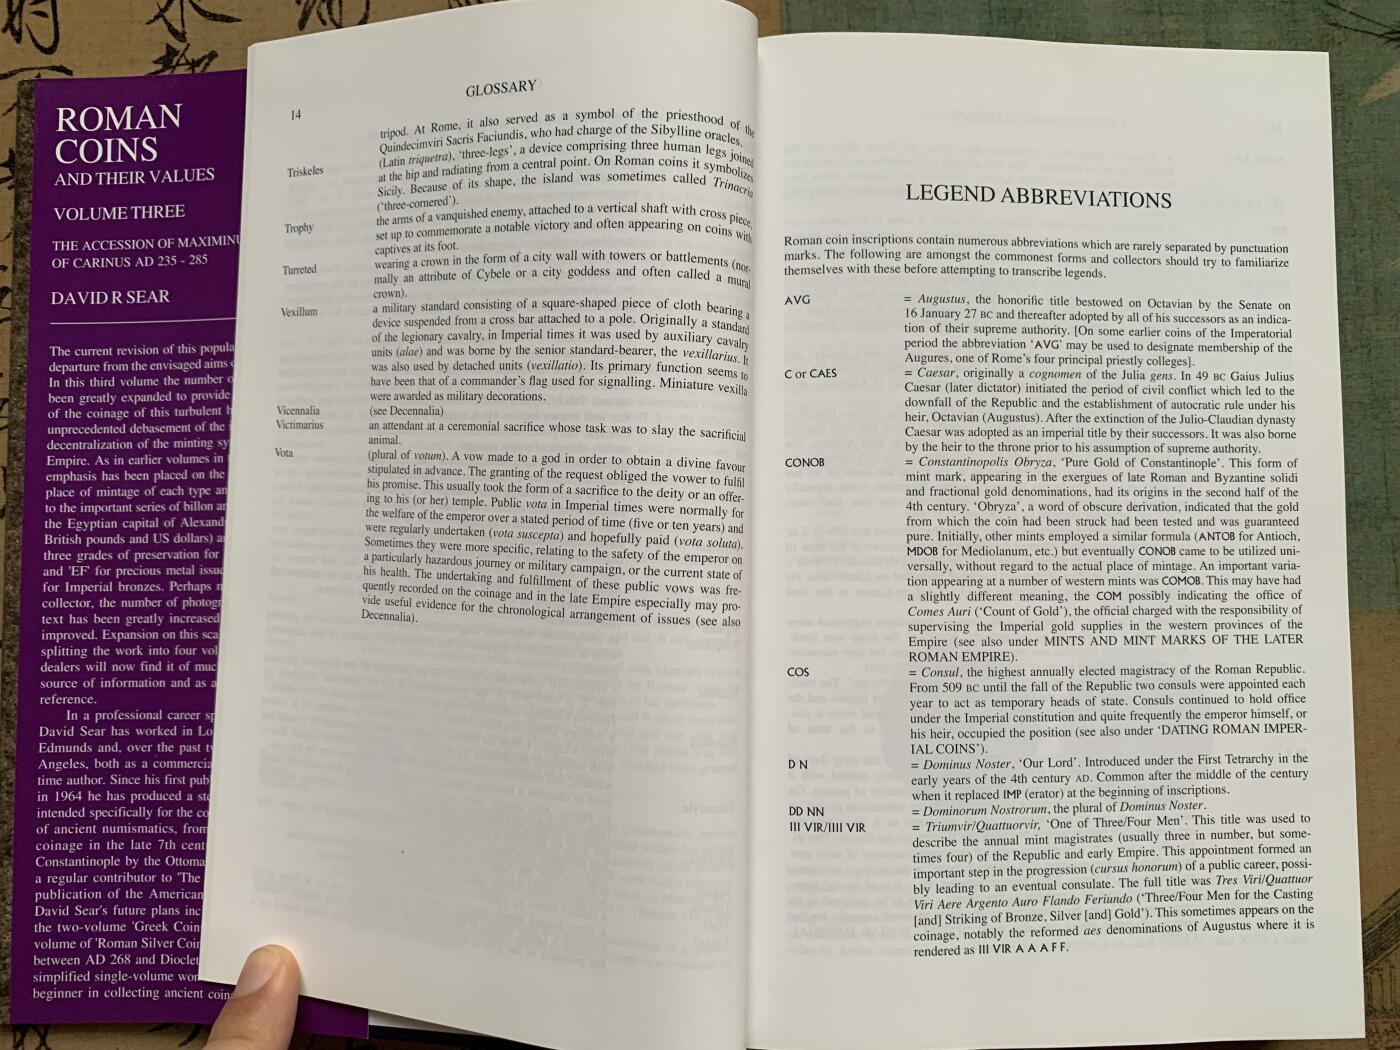 ROMAN
COINS
AND THEIR VALUES
VOLUME THREE
THE ACCESSION OF MAXIMINU
OF CARINUS AD 235 - 285
DAVID R SEAR
The current revision of this popula
departure from the envisaged aims
In this third volume the number
been greatly expanded to provide
of the coinage of this turbulent
unprecedented debasement of the
decentralization of the minting sy
Empire. As in earlier volumes in
emphasis has been placed on the
place of mintage of each type an
to the important series of billon
the Egyptian capital of Alexand
British pounds and US dollars)
three grades of preservation for
and 'EF' for precious metal issue
for Imperial bronzes. Perhaps
collector, the number of photogr
text has been greatly increased
improved. Expansion on this sca
splitting the work into four vol
dealers will now find it of muc
source of information and as a
reference.
In a professional career sp
David Sear has worked in Lo
Edmunds and, over the past
Angeles, both as a commercia
time author. Since his first pub
in 1964 he has produced a
intended specifically for the co
of ancient numismatics, from
coinage in the late 7th cent
Constantinople by the Ottoma
a regular contributor to 'The
publication of the American
David Sear's future plans inc
the two-volume 'Greek Coin
volume of 'Roman Silver Coin
between AD 268 and Dioclet
simplified single-volume wor
beginner in collecting ancient coin
14
GLOSSARY
tripod. At Rome, it also served as a symbol of the priesthood of the
Quindecimviri Sacris Faciundis, who had charge of the Sibylline oracles.
Triskeles (Latin triquetra), 'three-legs', a device comprising three human legs joined
at the hip and radiating from a central point. On Roman coins it symbolizes
Sicily. Because of its shape, the island was sometimes called Trinacria
('three-cornered').
Trophy the arms of a vanquished enemy, attached to a vertical shaft with cross piece,
set up to commemorate a notable victory and often appearing on coins with
captives at its foot.
Turreted wearing a crown in the form of a city wall with towers or battlements (nor-
mally an attribute of Cybele or a city goddess and often called a mural
crown).
Vexillum a military standard consisting of a square-shaped piece of cloth bearing a
device suspended from a cross bar attached to a pole. Originally a standard
of the legionary cavalry, in Imperial times it was used by auxiliary cavalry
units (alae) and was borne by the senior standard-bearer, the vexillarius. It
was also used by detached units (vexillatio). Its primary function seems to
have been that of a commander's flag used for signalling. Miniature vexilla
were awarded as military decorations.
Vicennalia (see Decennalia)
Victimarius an attendant at a ceremonial sacrifice whose task was to slay the sacrificial
animal.
Vota (plural of votum). A vow made to a god in order to obtain a divine favour
stipulated in advance. The granting of the request obliged the vower to fulfil
his promise. This usually took the form of a sacrifice to the deity or an offer-
ing to his (or her) temple. Public vota in Imperial times were normally for
the welfare of the emperor over a stated period of time (five or ten years) and
were regularly undertaken (vota suscepta) and hopefully paid (vota soluta).
Sometimes they were more specific, relating to the safety of the emperor on
a particularly hazardous journey or military campaign, or the current state of
his health. The undertaking and fulfillment of these public vows was fre-
quently recorded on the coinage and in the late Empire especially may pro-
vide useful evidence for the chronological arrangement of issues (see also
Decennalia).
LEGEND ABBREVIATIONS
Roman coin inscriptions contain numerous abbreviations which are rarely separated by punctuation
marks. The following are amongst the commonest forms and collectors should try to familiarize
themselves with these before attempting to transcribe legends.
AVG = Augustus, the honorific title bestowed on Octavian by the Senate on
16 January 27 BC and thereafter adopted by all of his successors as an indica-
tion of their supreme authority. [On some earlier coins of the Imperatorial
period the abbreviation 'AVG' may be used to designate membership of the
Augures, one of Rome's four principal priestly colleges].
C or CAES = Caesar, originally a cognomen of the Julia gens. In 49 BC Gaius Julius
Caesar (later dictator) initiated the period of civil conflict which led to the
downfall of the Republic and the establishment of autocratic rule under his
heir, Octavian (Augustus). After the extinction of the Julio-Claudian dynasty
Caesar was adopted as an imperial title by their successors. It was also borne
by the heir to the throne prior to his assumption of supreme authority.
CONOB = Constantinopolis Obryza, 'Pure Gold of Constantinople'. This form of
mint mark, appearing in the exergues of late Roman and Byzantine solidi
and fractional gold denominations, had its origins in the second half of the
4th century. 'Obryza', a word of obscure derivation, indicated that the gold
from which the coin had been struck had been tested and was guaranteed
pure. Initially, other mints employed a similar formula (ANTOB for Antioch,
MDOB for Mediolanum, etc.) but eventually CONOB came to be utilized uni-
versally, without regard to the actual place of mintage. An important varia-
tion appearing at a number of western mints was COMOB. This may have had
a slightly different meaning, the COM possibly indicating the office of
Comes Auri ('Count of Gold'), the official charged with the responsibility of
supervising the Imperial gold supplies in the western provinces of the
Empire (see also under MINTS AND MINT MARKS OF THE LATER
ROMAN EMPIRE).
COS = Consul, the highest annually elected magistracy of the Roman Republic.
From 509 BC until the fall of the Republic two consuls were appointed each
year to act as temporary heads of state. Consuls continued to hold office
under the Imperial constitution and quite frequently the emperor himself, or
his heir, occupied the position (see also under 'DATING ROMAN IMPER-
IAL COINS').
D N = Dominus Noster, 'Our Lord'. Introduced under the First Tetrarchy in the
early years of the 4th century AD. Common after the middle of the century
when it replaced IMP (erator) at the beginning of inscriptions.
DD NN = Dominorum Nostrorum, the plural of Dominus Noster.
III VIR/IIII VIR = Triumvir/Quattuorvir, 'One of Three/Four Men'. This title was used to
describe the annual mint magistrates (usually three in number, but some-
times four) of the Republic and early Empire. This appointment formed an
important step in the progression (cursus honorum) of a public career, possi-
bly leading to an eventual consulate. The full title was Tres Viri/Quattuor
Viri Aere Argento Auro Flando Feriundo ('Three/Four Men for the Casting
[and] Striking of Bronze, Silver [and] Gold'). This sometimes appears on the
coinage, notably the reformed aes denominations of Augustus where it is
rendered as III VIR A A A F F.